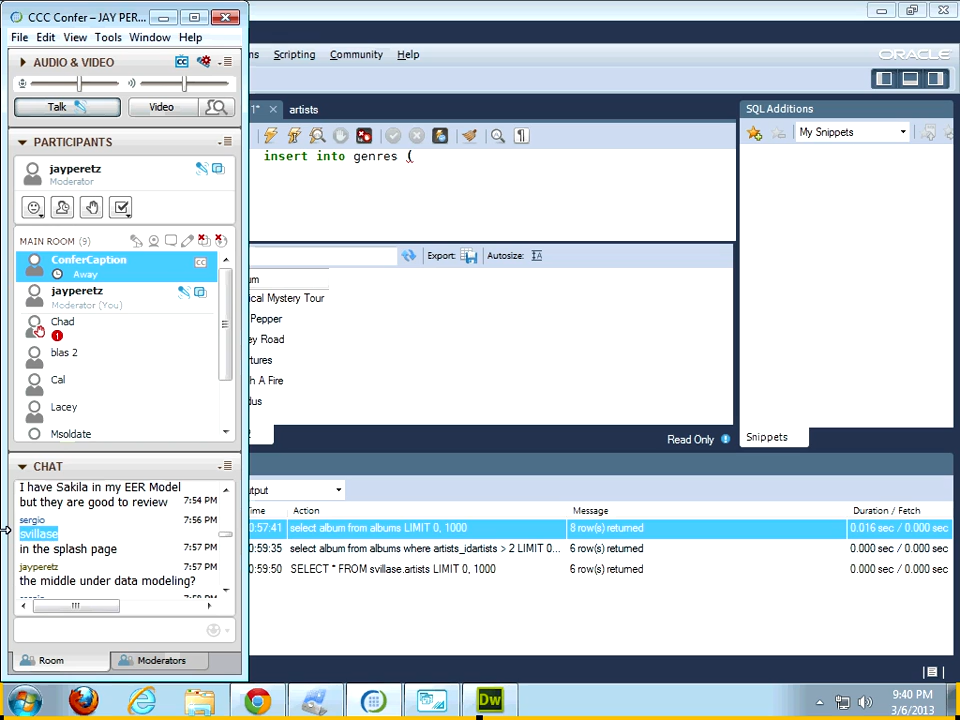 CCC Confer – JAY PER...
File Edit View Tools Window Help
AUDIO & VIDEO
Talk
Video
PARTICIPANTS
jayperetz
Moderator
MAIN ROOM (9)
ConferCaption
Away
jayperetz
Moderator (You)
Chad
1
blas 2
Cal
Lacey
Msoldate
CHAT
I have Sakila in my EER Model
but they are good to review 7:54 PM
sergio 7:56 PM
svillase
in the splash page 7:57 PM
jayperetz 7:57 PM
the middle under data modeling?
Room
Moderators
ns Scripting Community Help
ORACLE
1* artists
insert into genres (
Export: Autosize:
m
ical Mystery Tour
Pepper
ey Road
rtures
h A Fire
dus
Read Only
SQL Additions
My Snippets
Snippets
utput
ime Action Message Duration / Fetch
0:57:41 select album from albums LIMIT 0, 1000 8 row(s) returned 0.016 sec / 0.000 sec
0:59:35 select album from albums where artists_idartists > 2 LIMIT 0... 6 row(s) returned 0.000 sec / 0.000 sec
0:59:50 SELECT * FROM svillase.artists LIMIT 0, 1000 6 row(s) returned 0.000 sec / 0.000 sec
Dw
9:40 PM
3/6/2013